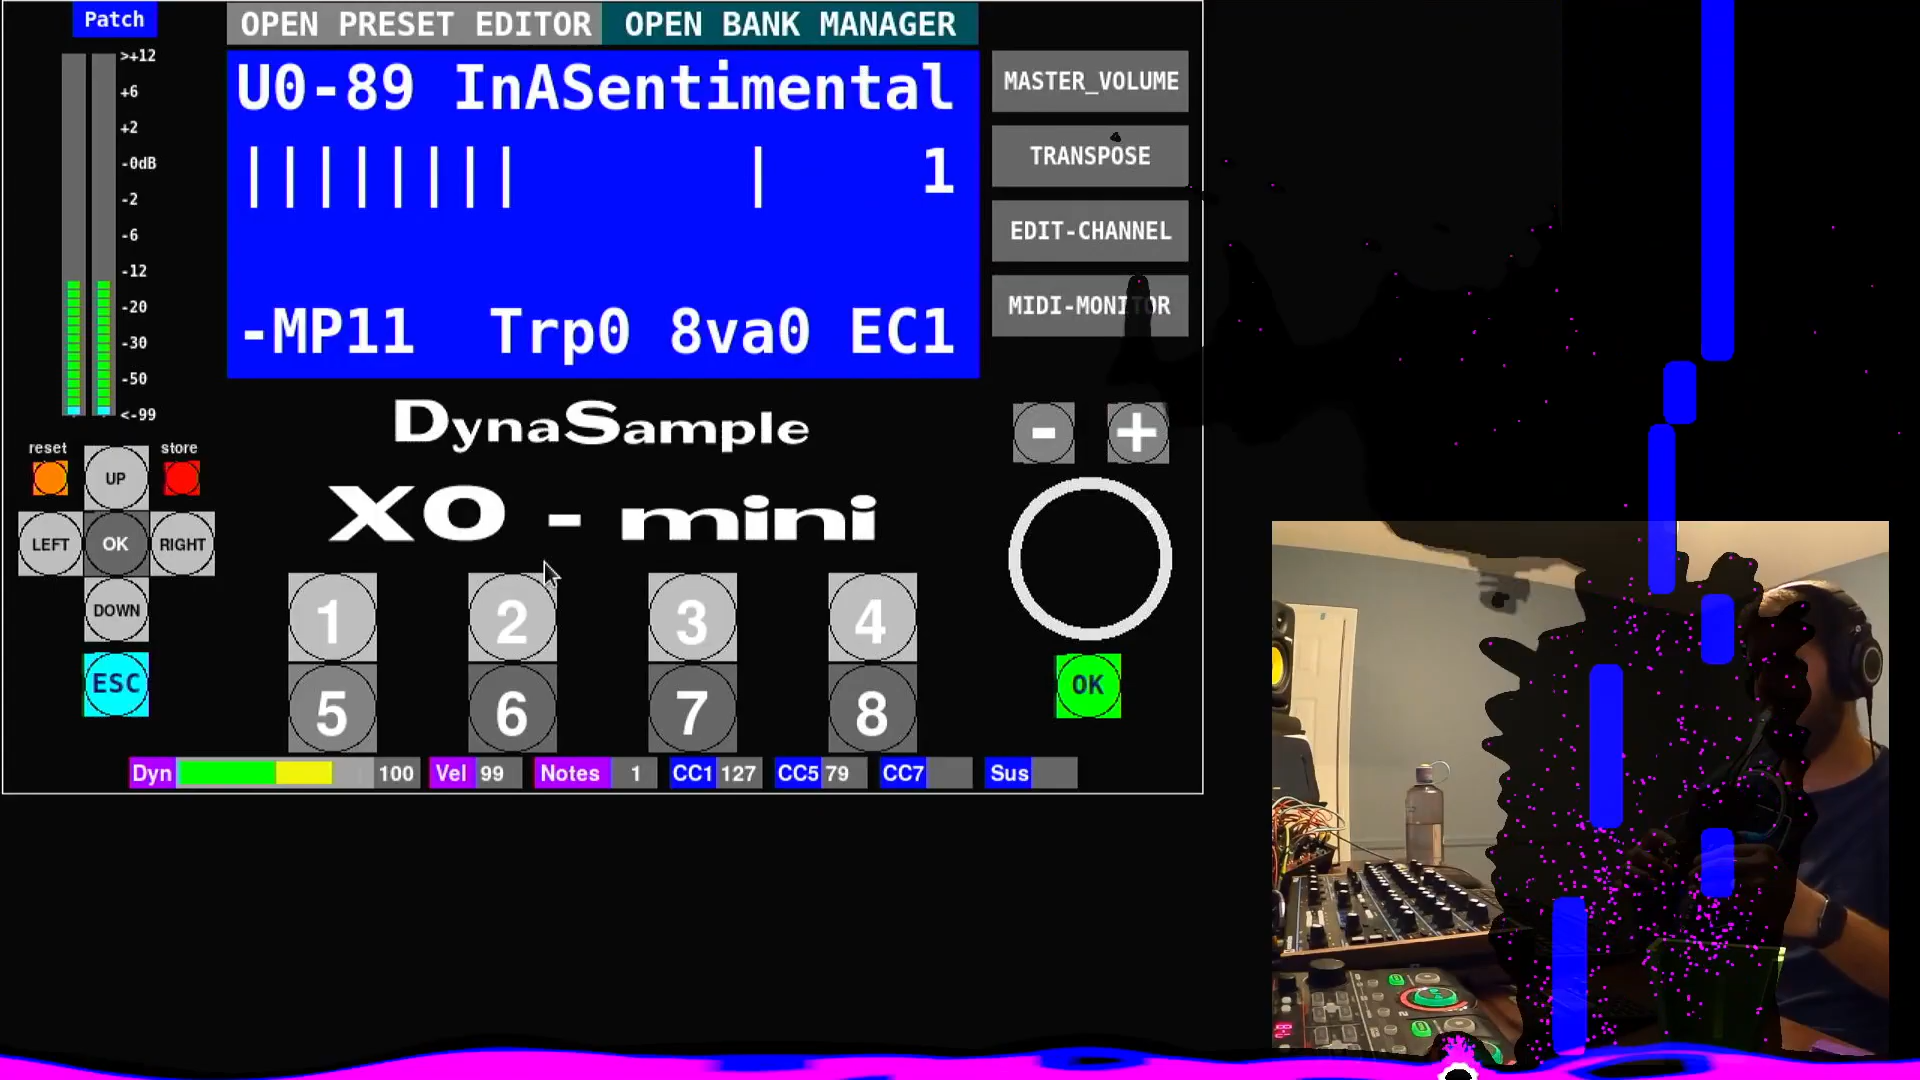 Patch
OPEN PRESET EDITOR
OPEN BANK MANAGER
>+12
+6
+2
-0dB
-2
-6
-12
-20
-30
-50
<-99
U0-89 InASentimental
1
-MP11 Trp0 8va0 EC1
MASTER_VOLUME
TRANSPOSE
EDIT-CHANNEL
MIDI-MONITOR
DynaSample
XO - mini
- +
reset
store
UP
LEFT
OK
RIGHT
DOWN
ESC
1 2 3 4
5 6 7 8
OK
Dyn 100 Vel 99 Notes 1 CC1 127 CC5 79 CC7 Sus